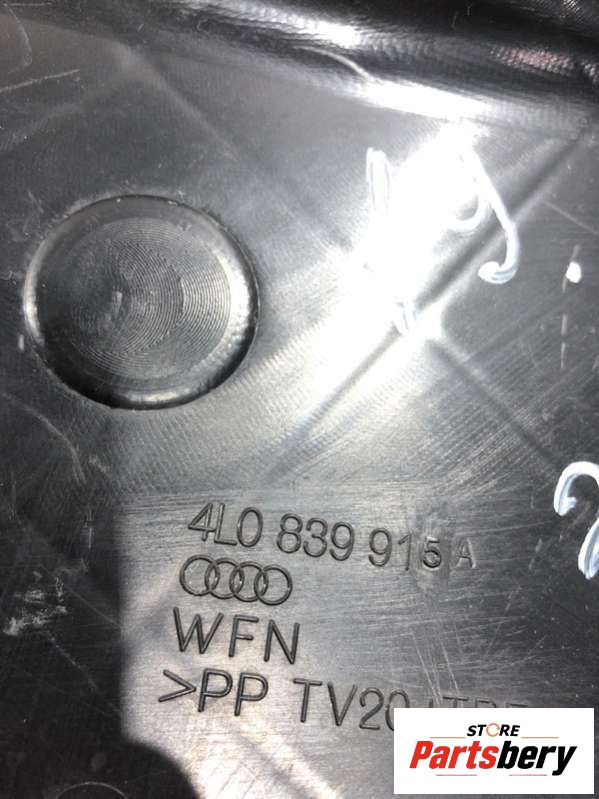 4L0 839 915 A
WFN
>PP TV20
STORE
Partsbery